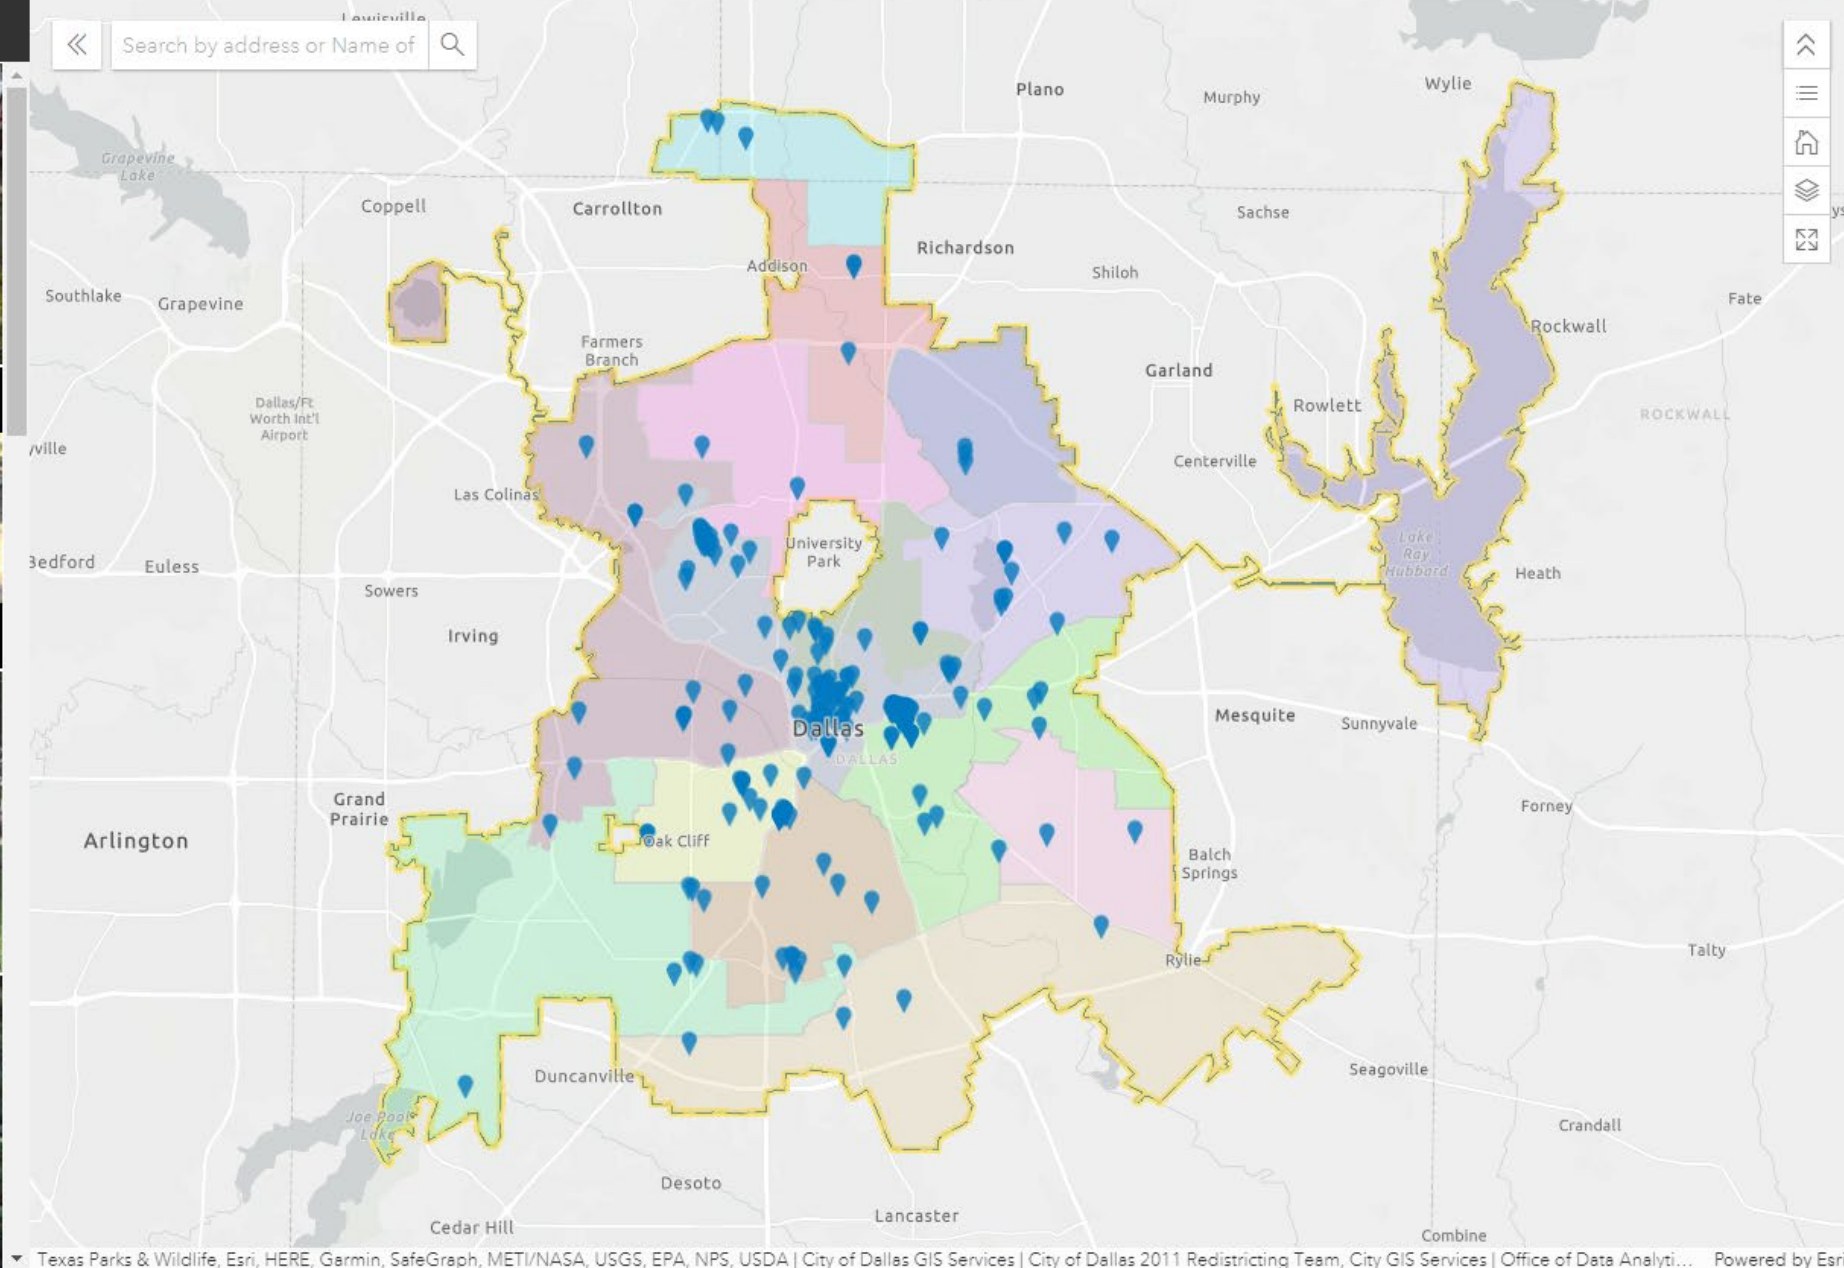 Lewisville
Search by address or Name of
Plano
Murphy
Wylie
Grapevine
Lake
Coppell
Carrollton
Sachse
Richardson
Addison
Shiloh
Southlake
Grapevine
Fate
Rockwall
Farmers
Branch
Garland
Dallas/Ft
Worth Int'l
Airport
Rowlett
ROCKWALL
Centerville
Las Colinas
University
Park
Lake
Ray
Hubbard
Bedford
Euless
Heath
Sowers
Irving
Mesquite
Sunnyvale
Dallas
DALLAS
Grand
Prairie
Forney
Arlington
Oak Cliff
Balch
Springs
Talty
Rylie
Seagoville
Duncanville
Joe Pool
Lake
Crandall
Desoto
Lancaster
Cedar Hill
Combine
Texas Parks & Wildlife, Esri, HERE, Garmin, SafeGraph, METI/NASA, USGS, EPA, NPS, USDA | City of Dallas GIS Services | City of Dallas 2011 Redistricting Team, City GIS Services | Office of Data Analyti... Powered by Esri